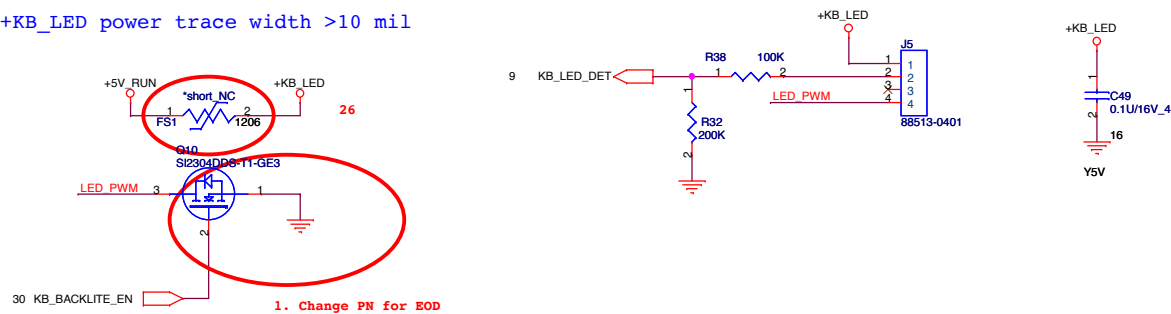 +KB_LED power trace width >10 mil
+5V_RUN
+KB_LED
*short_NC
1
2
FS1
1206
26
Q10
SI2304DDS-T1-GE3
LED_PWM
3
1
2
30 KB_BACKLITE_EN
1. Change PN for EOD
+KB_LED
J5
R38 100K
9 KB_LED_DET
1
2
1 1
2 2
3 3
4 4
LED_PWM
88513-0401
1
R32
200K
2
+KB_LED
1
C49
0.1U/16V_4
2
16
Y5V